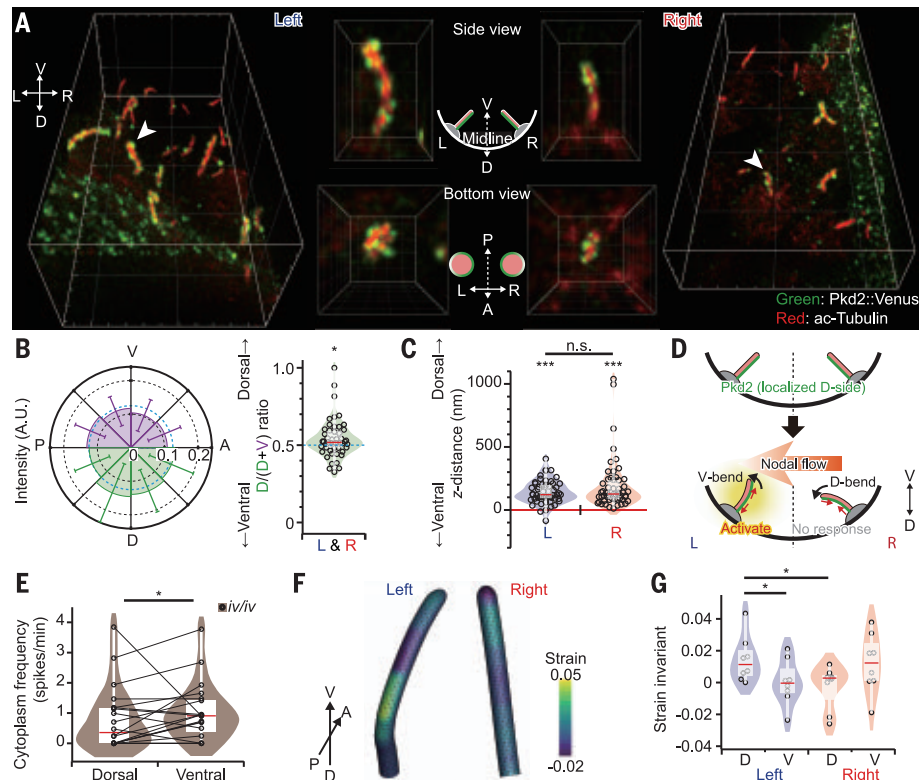 A
Left
Side view
Right
V
L
R
D
V
L
Midline
R
D
Bottom view
P
L
R
A
Green: Pkd2::Venus
Red: ac-Tubulin
B
V
P
A
D
0 0.1 0.2
Intensity (A.U.)
Dorsal→
D/(D+V) ratio
←Ventral
*
1.0
0.5
0
L & R
C
Dorsal→
z-distance (nm)
←Ventral
n.s.
*** ***
1000
500
0
L R
D
Pkd2 (localized D-side)
Nodal flow
V-bend
D-bend
Activate
No response
L
R
V
D
E
*
iv/iv
Cytoplasm frequency
(spikes/min)
4
3
2
1
0
Dorsal Ventral
F
Left
Right
Strain
0.05
-0.02
V
A
P
D
G
*
*
Strain invariant
0.04
0.02
0
-0.02
-0.04
D V D V
Left Right